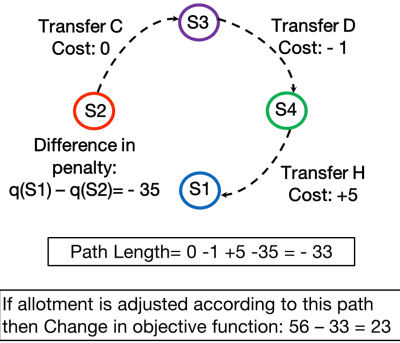 Transfer C
Cost: 0
S3
Transfer D
Cost: - 1
S2
S4
Difference in
penalty:
q(S1) – q(S2)= - 35
S1
Transfer H
Cost: +5
Path Length= 0 -1 +5 -35 = - 33
If allotment is adjusted according to this path
then Change in objective function: 56 – 33 = 23